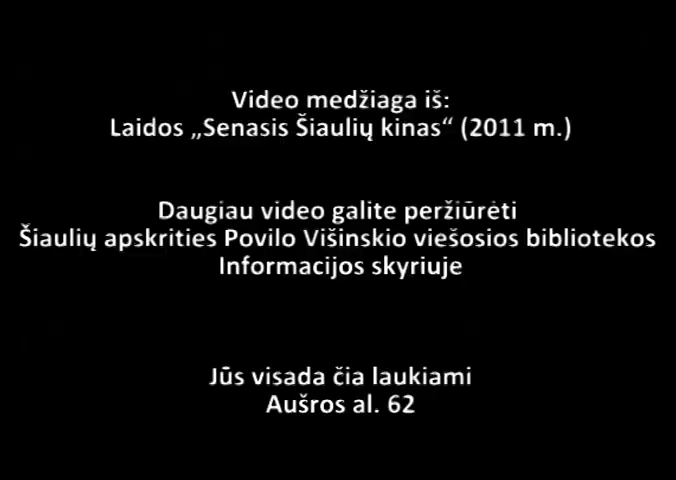 Video medžiaga iš:
Laidos „Senasis Šiaulių kinas“ (2011 m.)
Daugiau video galite peržiūrėti
Šiaulių apskrities Povilo Višinskio viešosios bibliotekos
Informacijos skyriuje
Jūs visada čia laukiami
Aušros al. 62